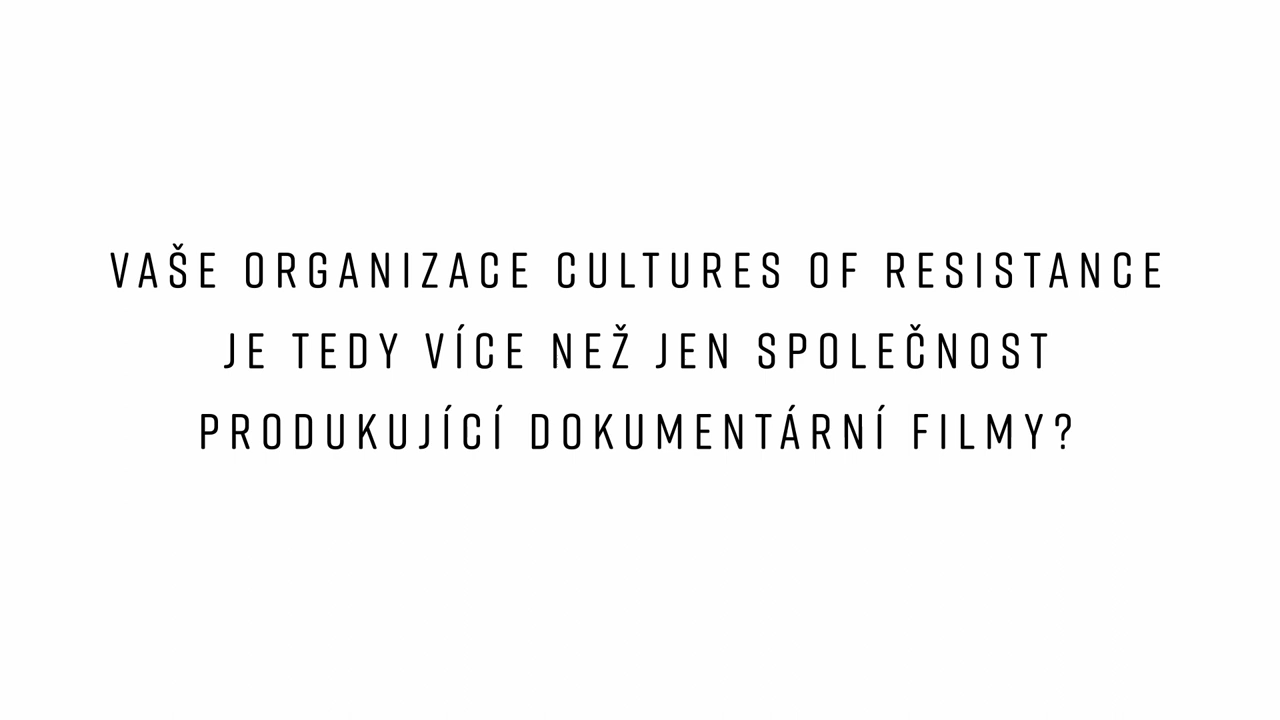 VAŠE ORGANIZACE CULTURES OF RESISTANCE
JE TEDY VÍCE NEŽ JEN SPOLEČNOST
PRODUKUJÍCÍ DOKUMENTÁRNÍ FILMY?